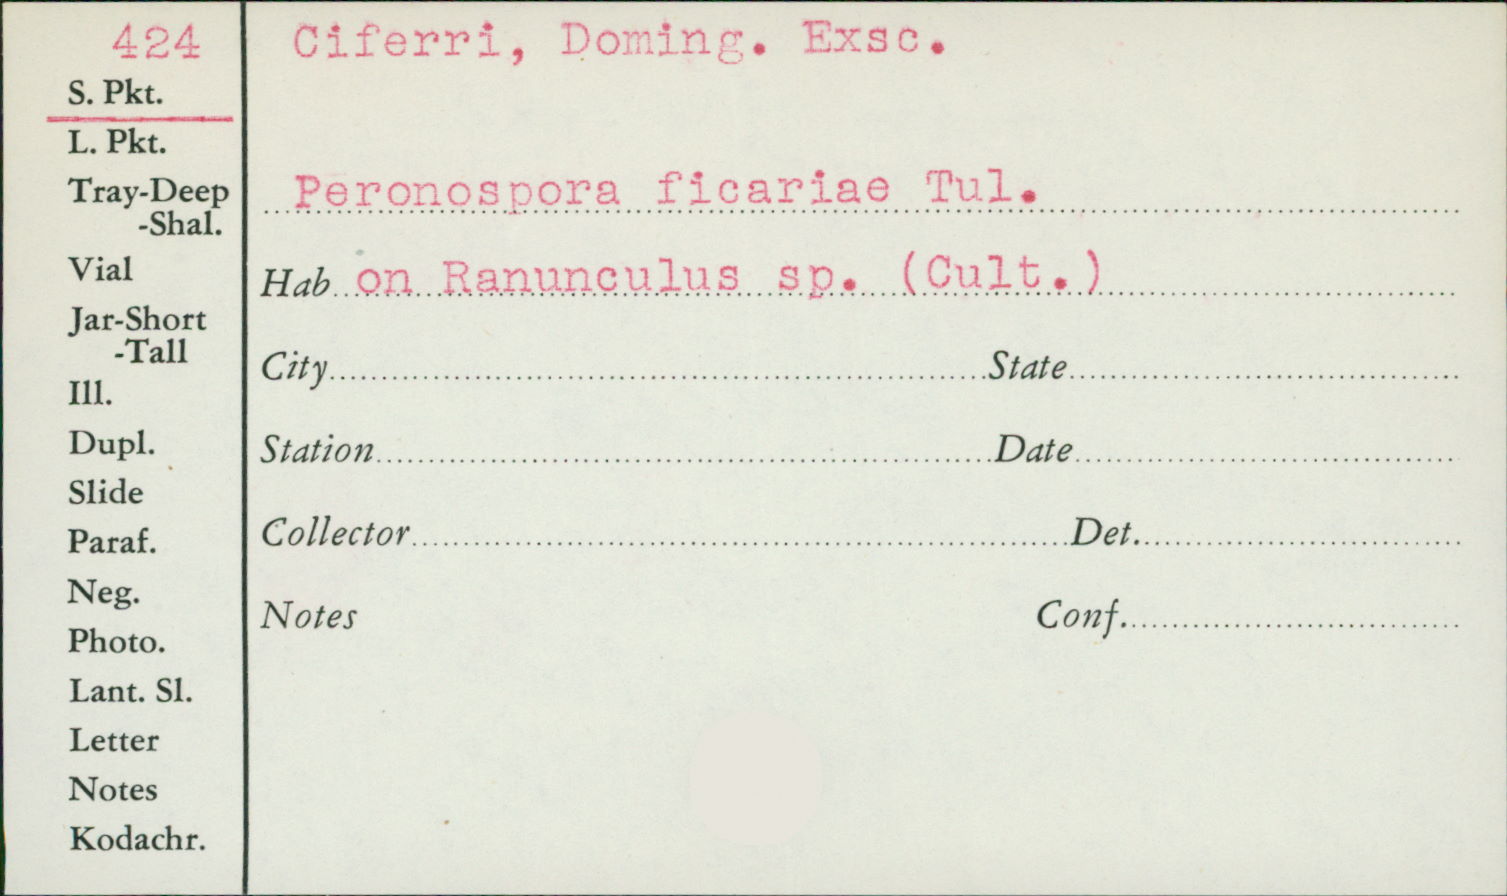 424
S. Pkt.
L. Pkt.
Tray-Deep
-Shal.
Vial
Jar-Short
-Tall
Ill.
Dupl.
Slide
Paraf.
Neg.
Photo.
Lant. Sl.
Letter
Notes
Kodachr.
Ciferri, Doming. Exsc.
Peronospora ficariae Tul.
Hab on Ranunculus sp. (Cult.)
City State
Station Date
Collector Det.
Notes Conf.